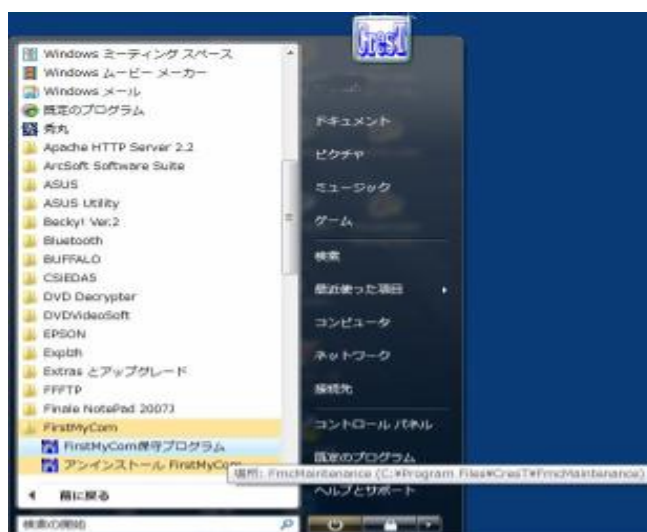 CresT
Windows ミーティング スペース
Windows ムービー メーカー
Windows メール
既定のプログラム
秀丸
Apache HTTP Server 2.2
ArcSoft Software Suite
ASUS
ASUS Utility
Becky! Ver.2
Bluetooth
BUFFALO
CSIEDAS
DVD Decrypter
DVDVideoSoft
EPSON
Explzh
Extras とアップグレード
FFFTP
Finale NotePad 2007J
FirstMyCom
FirstMyCom保守プログラム
アンインストール FirstMyCom
前に戻る
検索の開始
ドキュメント
ピクチャ
ミュージック
ゲーム
検索
最近使った項目
コンピュータ
ネットワーク
接続先
コントロール パネル
既定のプログラム
場所: FmcMaintenance (C:¥Program Files¥CresT¥FmcMaintenance)
ヘルプとサポート